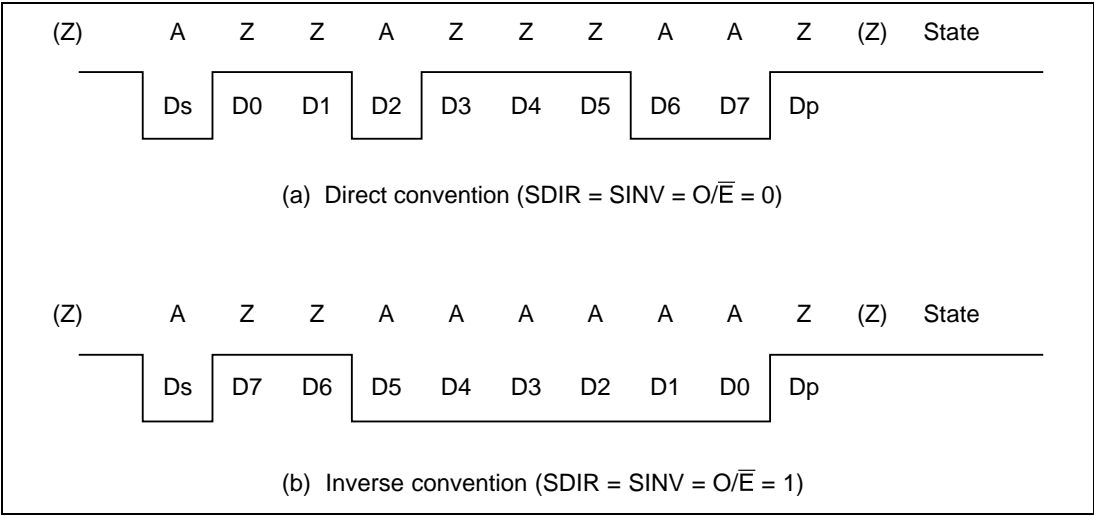 (Z) A Z Z A Z Z Z A A Z (Z) State
Ds D0 D1 D2 D3 D4 D5 D6 D7 Dp
(a) Direct convention (SDIR = SINV = O/E̅ = 0)
(Z) A Z Z A A A A A A Z (Z) State
Ds D7 D6 D5 D4 D3 D2 D1 D0 Dp
(b) Inverse convention (SDIR = SINV = O/E̅ = 1)